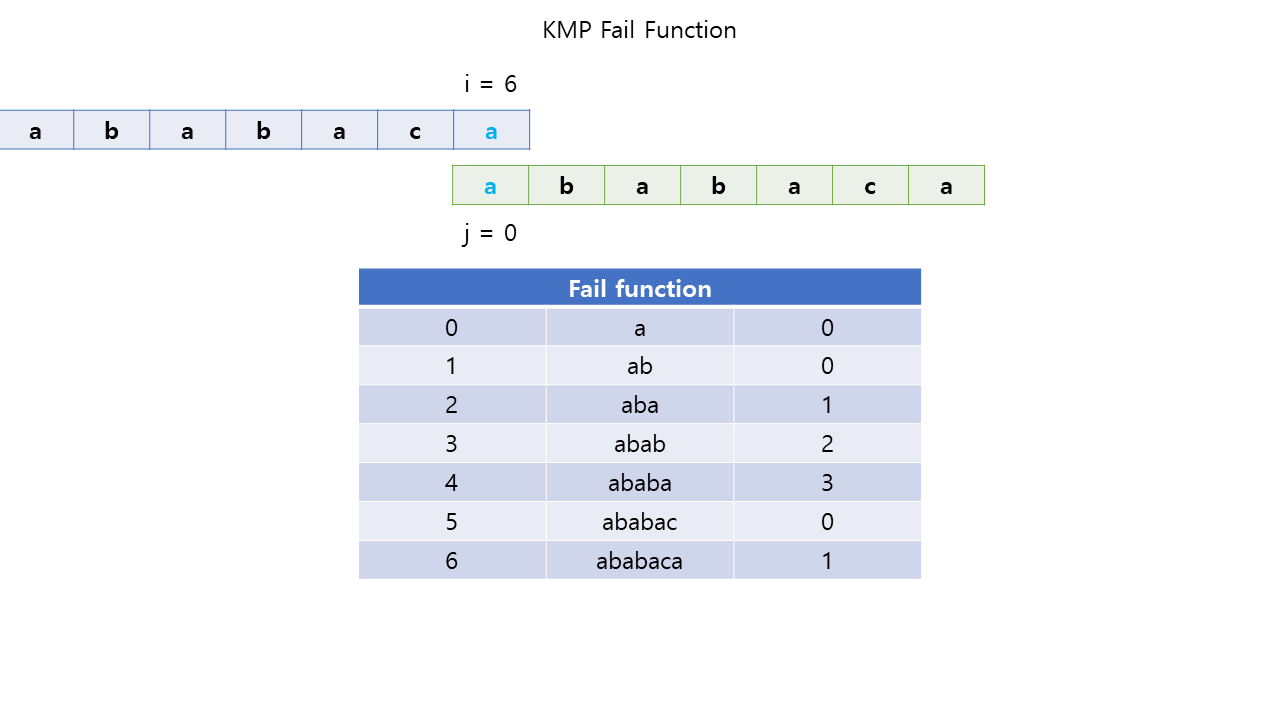 KMP Fail Function
i = 6
a b a b a c a
a b a b a c a
j = 0
Fail function
0 a 0
1 ab 0
2 aba 1
3 abab 2
4 ababa 3
5 ababac 0
6 ababaca 1